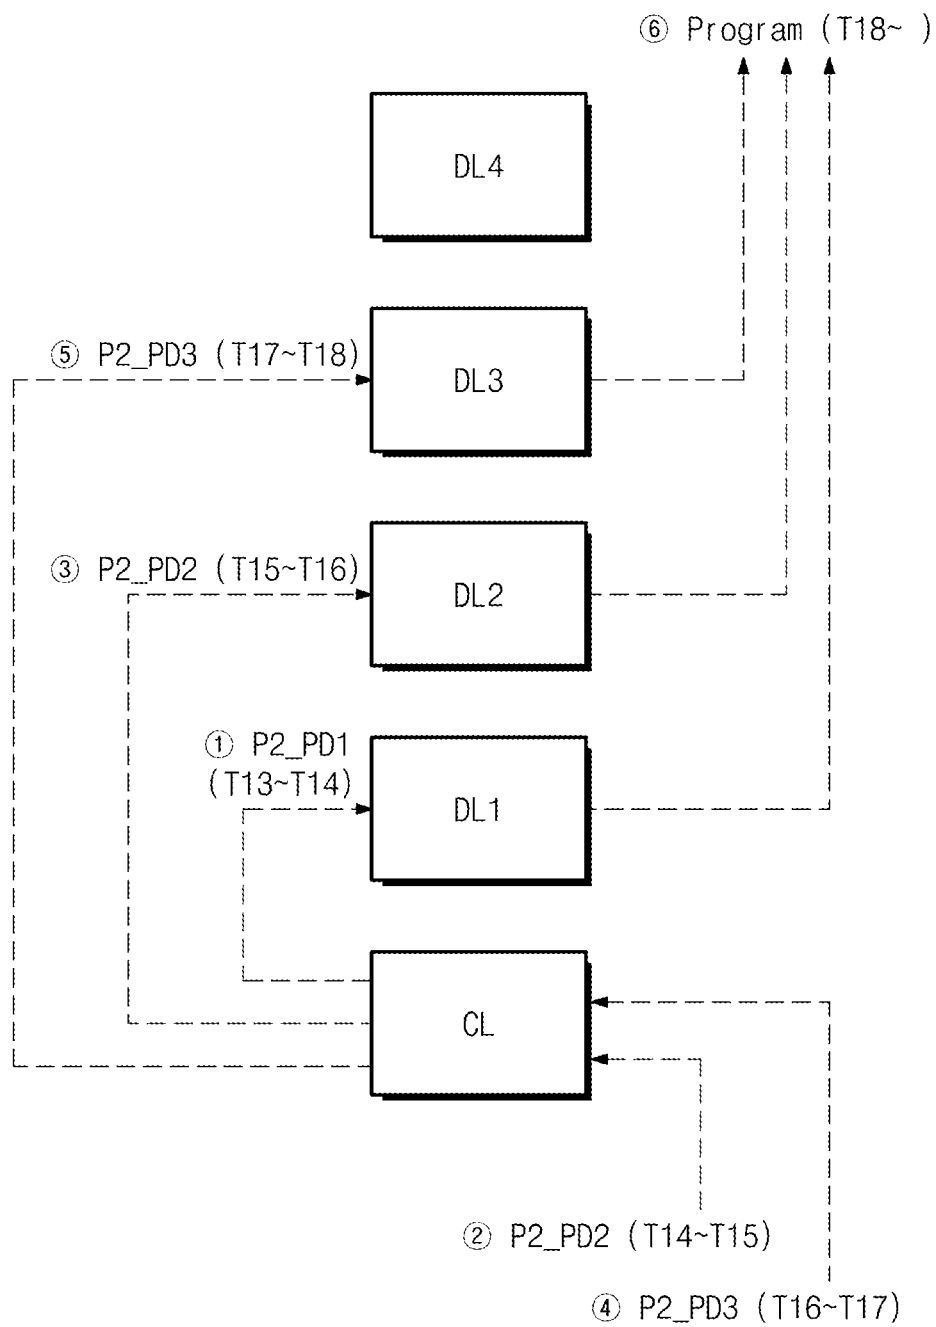 ⑥ Program (T18~ )
DL4
⑤ P2_PD3 (T17~T18)
DL3
③ P2_PD2 (T15~T16)
DL2
① P2_PD1
(T13~T14)
DL1
CL
② P2_PD2 (T14~T15)
④ P2_PD3 (T16~T17)